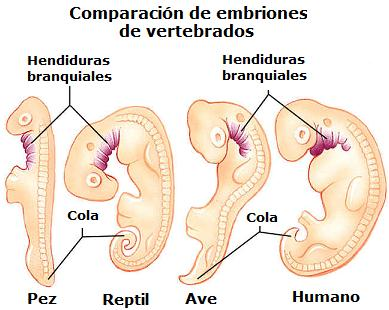 Comparación de embriones
de vertebrados
Hendiduras
branquiales
Hendiduras
branquiales
Cola
Cola
Pez
Reptil
Ave
Humano